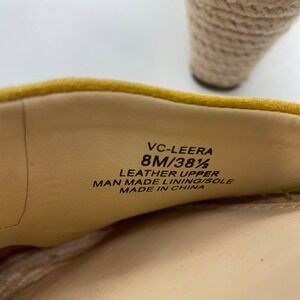 VC-LEERA
8M/38½
LEATHER UPPER
MAN MADE LINING/SOLE
MADE IN CHINA